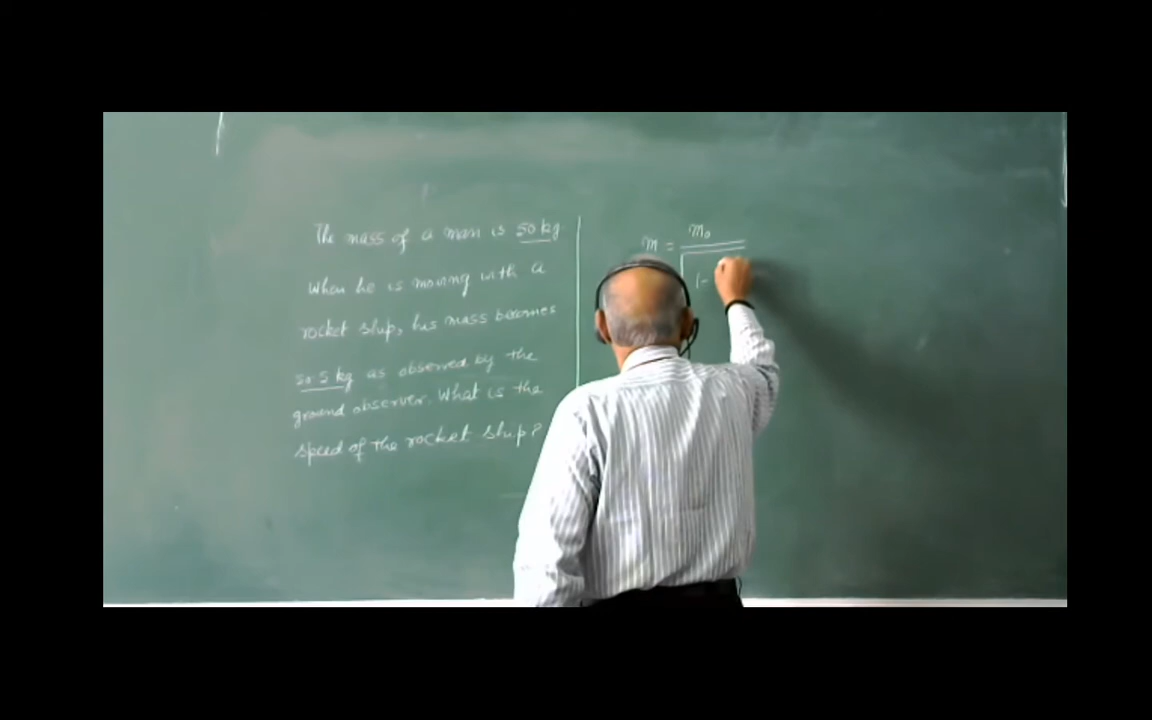 The mass of a man is 50 kg
When he is moving with a
rocket ship, his mass becomes
50.5 kg as observed by the
ground observer. What is the
speed of the rocket ship?
m = m₀
1-